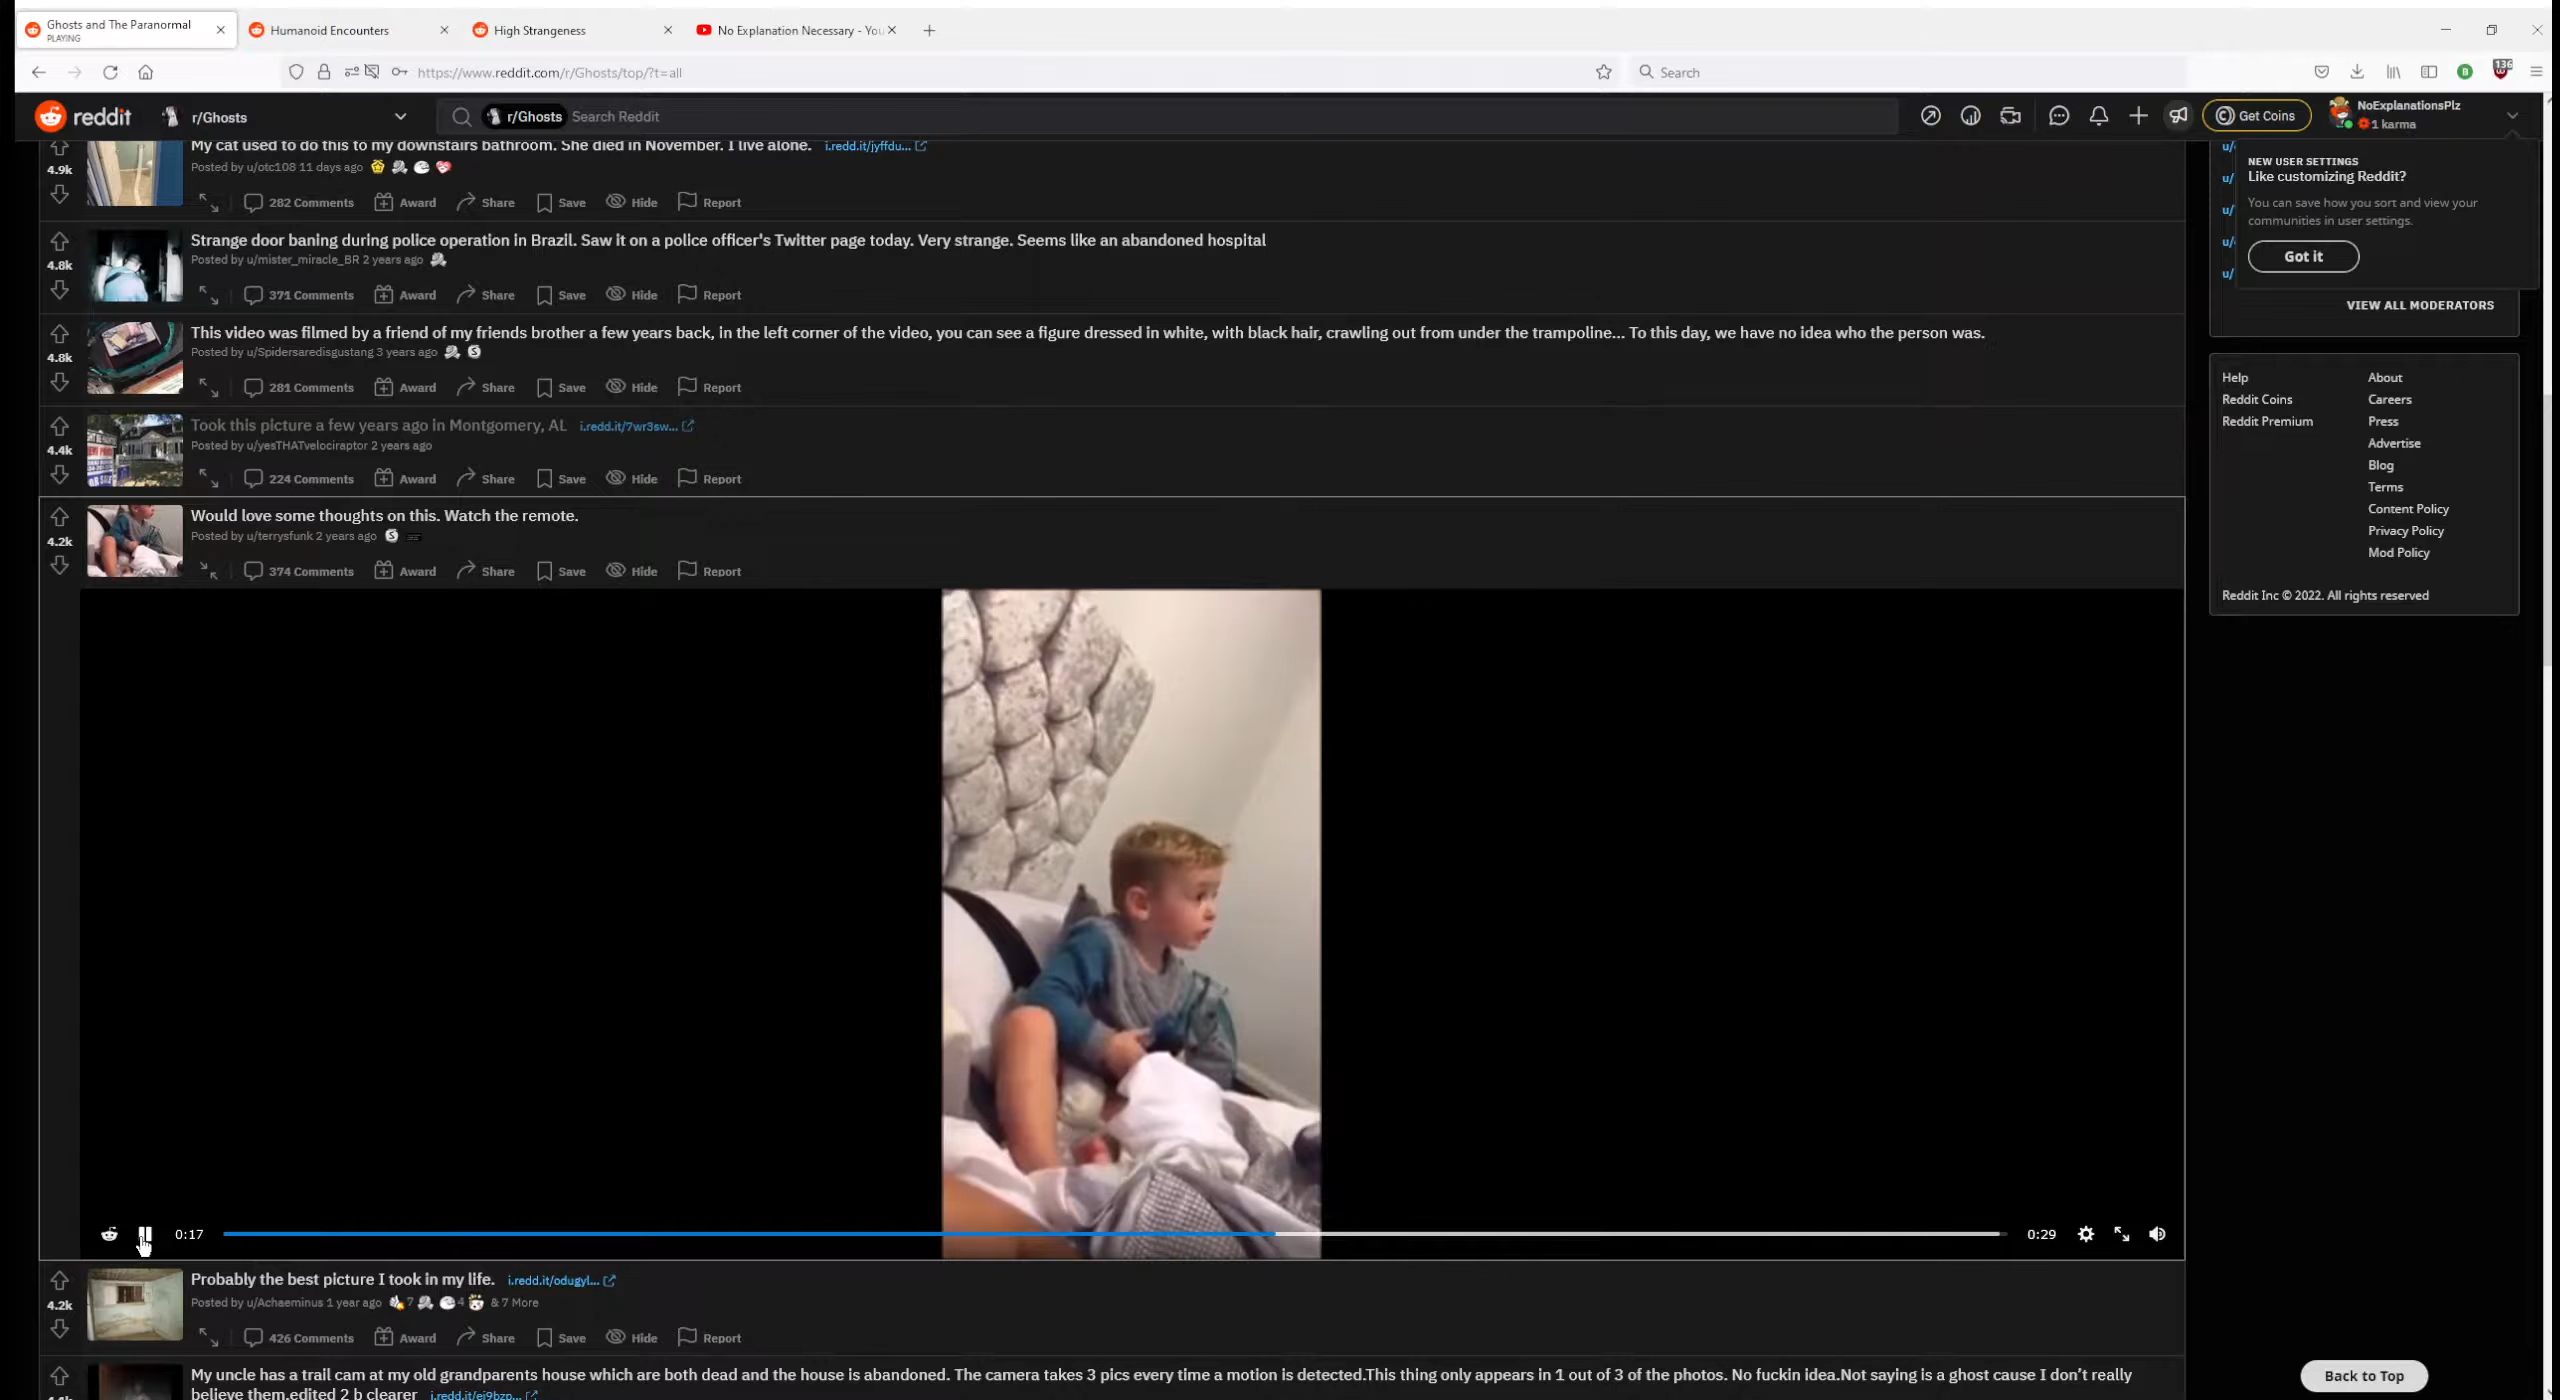 Ghosts and The Paranormal
PLAYING
Humanoid Encounters
High Strangeness
No Explanation Necessary - You
https://www.reddit.com/r/Ghosts/top/?t=all
Search
136
reddit
r/Ghosts
r/Ghosts Search Reddit
Get Coins
NoExplanationsPlz
1 karma
My cat used to do this to my downstairs bathroom. She died in November. I live alone. i.redd.it/jyffdu...
4.9k
Posted by u/otc108 11 days ago
282 Comments Award Share Save Hide Report
Strange door baning during police operation in Brazil. Saw it on a police officer's Twitter page today. Very strange. Seems like an abandoned hospital
4.8k
Posted by u/mister_miracle_BR 2 years ago
371 Comments Award Share Save Hide Report
This video was filmed by a friend of my friends brother a few years back, in the left corner of the video, you can see a figure dressed in white, with black hair, crawling out from under the trampoline... To this day, we have no idea who the person was.
4.8k
Posted by u/Spidersaredisgustang 3 years ago
281 Comments Award Share Save Hide Report
Took this picture a few years ago in Montgomery, AL i.redd.it/7wr3sw...
4.4k
Posted by u/yesTHATvelociraptor 2 years ago
224 Comments Award Share Save Hide Report
Would love some thoughts on this. Watch the remote.
4.2k
Posted by u/terrysfunk 2 years ago
374 Comments Award Share Save Hide Report
0:17
0:29
Probably the best picture I took in my life. i.redd.it/odugyl...
4.2k
Posted by u/Achaeminus 1 year ago 7 4 & 7 More
426 Comments Award Share Save Hide Report
My uncle has a trail cam at my old grandparents house which are both dead and the house is abandoned. The camera takes 3 pics every time a motion is detected.This thing only appears in 1 out of 3 of the photos. No fuckin idea.Not saying is a ghost cause I don't really
believe them.edited 2 b clearer i.redd.it/ei9bzp...
u/
u/
u/
u/
u/
NEW USER SETTINGS
Like customizing Reddit?
You can save how you sort and view your
communities in user settings.
Got it
VIEW ALL MODERATORS
Help
About
Reddit Coins
Careers
Reddit Premium
Press
Advertise
Blog
Terms
Content Policy
Privacy Policy
Mod Policy
Reddit Inc © 2022. All rights reserved
Back to Top